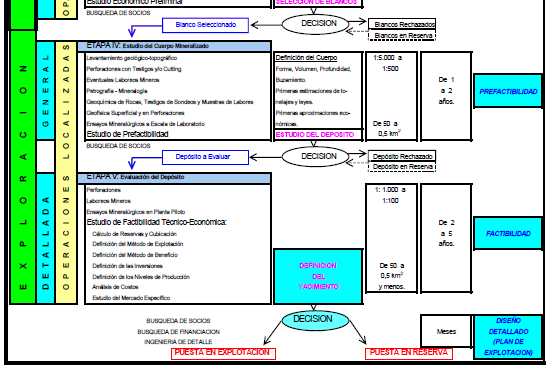 Estudio Económico Preliminar
SELECCIÓN DE BLANCOS
BUSQUEDA DE SOCIOS
DECISION
Blanco Seleccionado
Blancos Rechazados
Blancos en Reserva
ETAPA IV: Estudio del Cuerpo Mineralizado
Levantamiento geológico-topográfico
Perforaciones con Testigos y/o Cutting
Eventuales Laboreos Mineros
Petrografía - Mineralogía
Geoquímica de Rocas, Testigos de Sondeos y Muestras de Labores
Geofísica Superficial y en Perforaciones
Ensayos Mineralúrgicos a Escala de Laboratorio
Estudio de Prefactibilidad
Definición del Cuerpo
Forma, Volumen, Profundidad,
Buzamiento.
Primeras estimaciones de to-
nelajes y leyes.
Primeras aproximaciones eco-
nómicas.
ESTUDIO DEL DEPOSITO
1:5.000 a
1:500
De 50 a
0,5 km²
De 1
a 2
años.
PREFACTIBILIDAD
BUSQUEDA DE SOCIOS
DECISION
Depósito a Evaluar
Depósito Rechazado
Depósito en Reserva
ETAPA V: Evaluación del Depósito
Perforaciones
Laboreos Mineros
Ensayos Mineralúrgicos en Planta Piloto
Estudio de Factibilidad Técnico-Económica:
Cálculo de Reservas y Cubicación
Definición del Método de Explotación
Definición del Método de Beneficio
Definición de las Inversiones
Definición de los Niveles de Producción
Análisis de Costos
Estudio del Mercado Específico
DEFINICION
DEL
YACIMIENTO
1: 1.000 a
1:100
De 50 a
0,5 km²
y menos.
De 2
a 5
años.
FACTIBILIDAD
EXPLORACION
GENERAL
DETALLADA
OPERACIONES LOCALIZADAS
OP
DECISION
BUSQUEDA DE SOCIOS
BUSQUEDA DE FINANCIACION
INGENIERIA DE DETALLE
PUESTA EN EXPLOTACION
PUESTA EN RESERVA
Meses
DISEÑO
DETALLADO
(PLAN DE
EXPLOTACION)